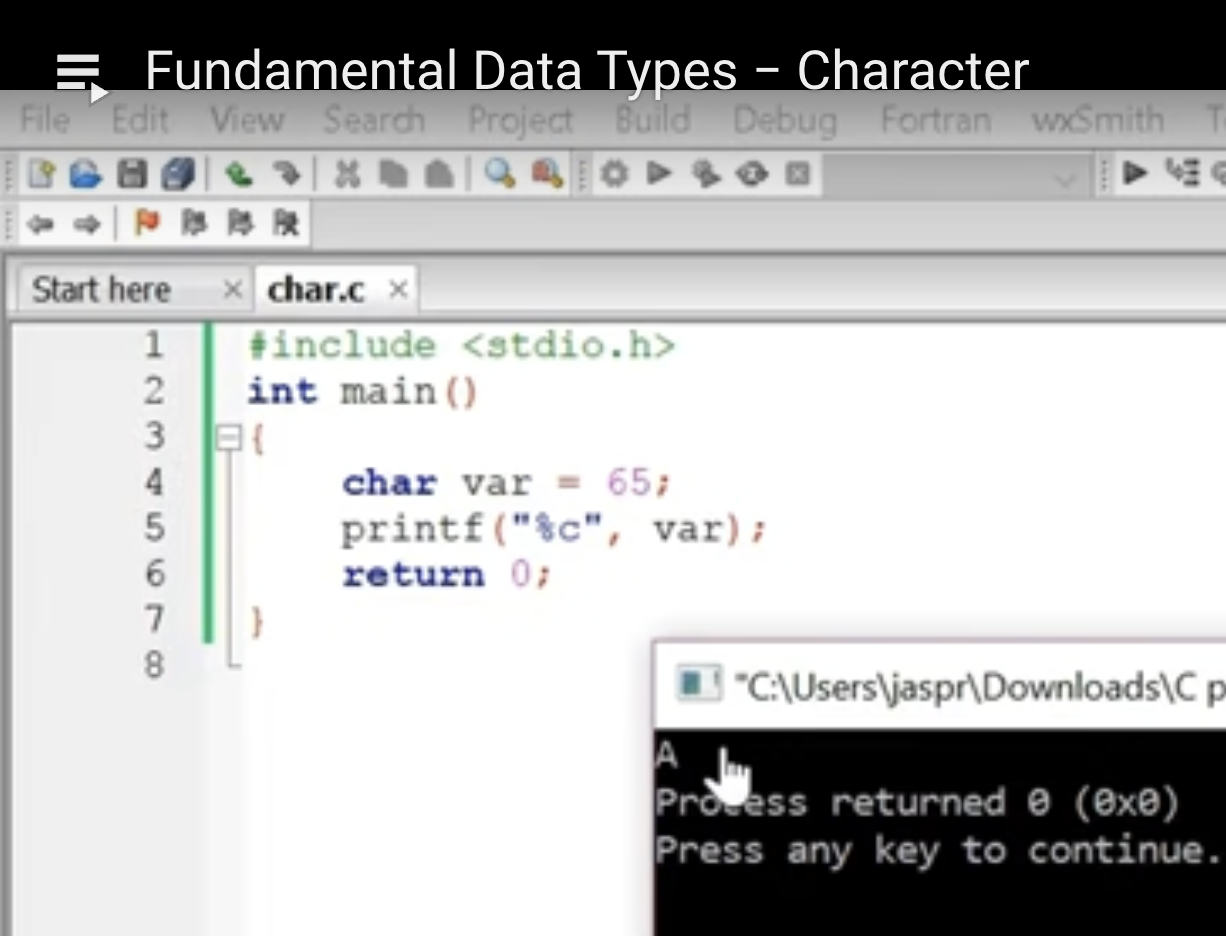 Fundamental Data Types – Character
File Edit View Search Project Build Debug Fortran wxSmith
Start here char.c
1 #include <stdio.h>
2 int main()
3 {
4 char var = 65;
5 printf("%c", var);
6 return 0;
7 }
8
"C:\Users\jaspr\Downloads\C p
A
Process returned 0 (0x0)
Press any key to continue.